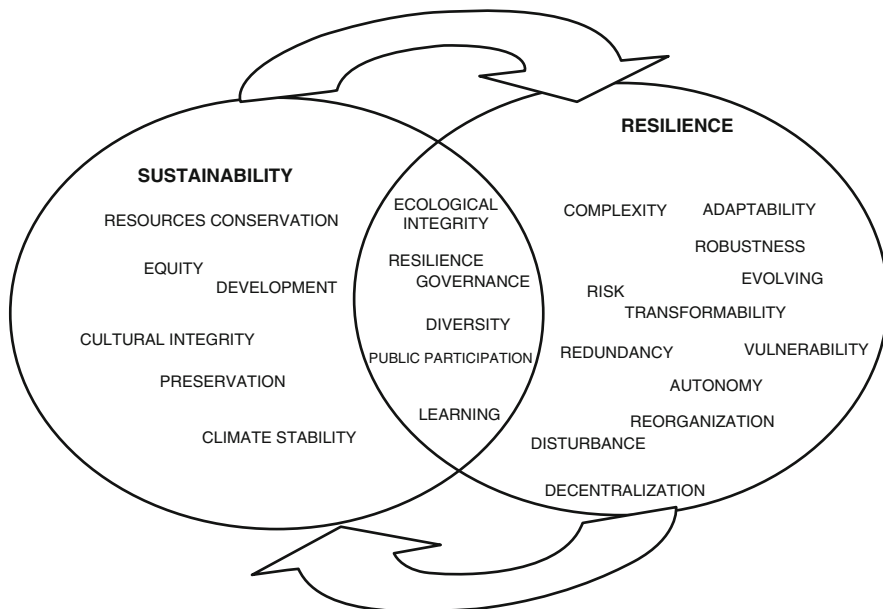 SUSTAINABILITY
RESOURCES CONSERVATION
EQUITY
DEVELOPMENT
CULTURAL INTEGRITY
PRESERVATION
CLIMATE STABILITY
ECOLOGICAL
INTEGRITY
RESILIENCE
GOVERNANCE
DIVERSITY
PUBLIC PARTICIPATION
LEARNING
RESILIENCE
COMPLEXITY
ADAPTABILITY
ROBUSTNESS
EVOLVING
RISK
TRANSFORMABILITY
REDUNDANCY
VULNERABILITY
AUTONOMY
REORGANIZATION
DISTURBANCE
DECENTRALIZATION